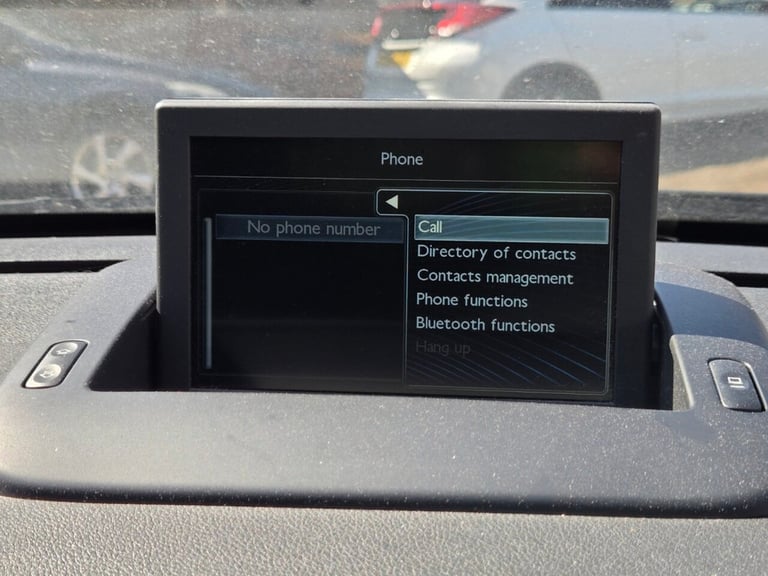 Phone
No phone number
Call
Directory of contacts
Contacts management
Phone functions
Bluetooth functions
Hang up